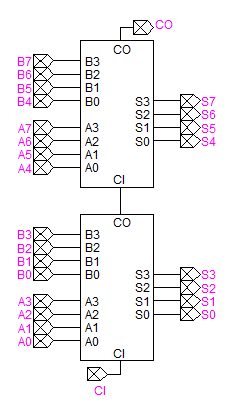 CO
CO
B7 B3
B6 B2
B5 B1
B4 B0 S3 S7
S2 S6
A7 A3 S1 S5
A6 A2 S0 S4
A5 A1
A4 A0
CI
CO
B3 B3
B2 B2
B1 B1
B0 B0 S3 S3
S2 S2
A3 A3 S1 S1
A2 A2 S0 S0
A1 A1
A0 A0
CI
CI